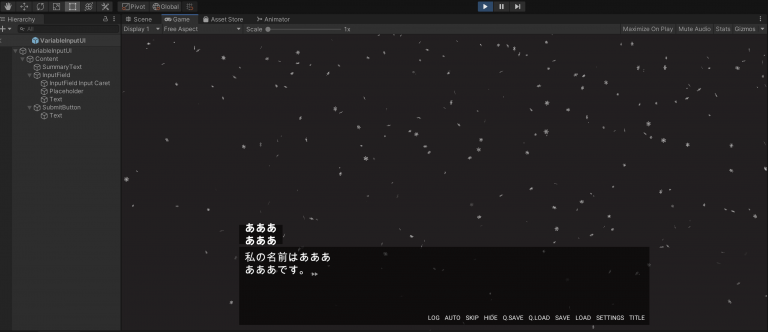 Pivot Global
Hierarchy
Scene Game Asset Store Animator
All
Display 1 Free Aspect Scale 1x Maximize On Play Mute Audio Stats Gizmos
VariableInputUI
VariableInputUI
Content
SummaryText
InputField
InputField Input Caret
Placeholder
Text
SubmitButton
Text
あああ
あああ
私の名前はあああ
あああです。
LOG AUTO SKIP HIDE Q.SAVE Q.LOAD SAVE LOAD SETTINGS TITLE